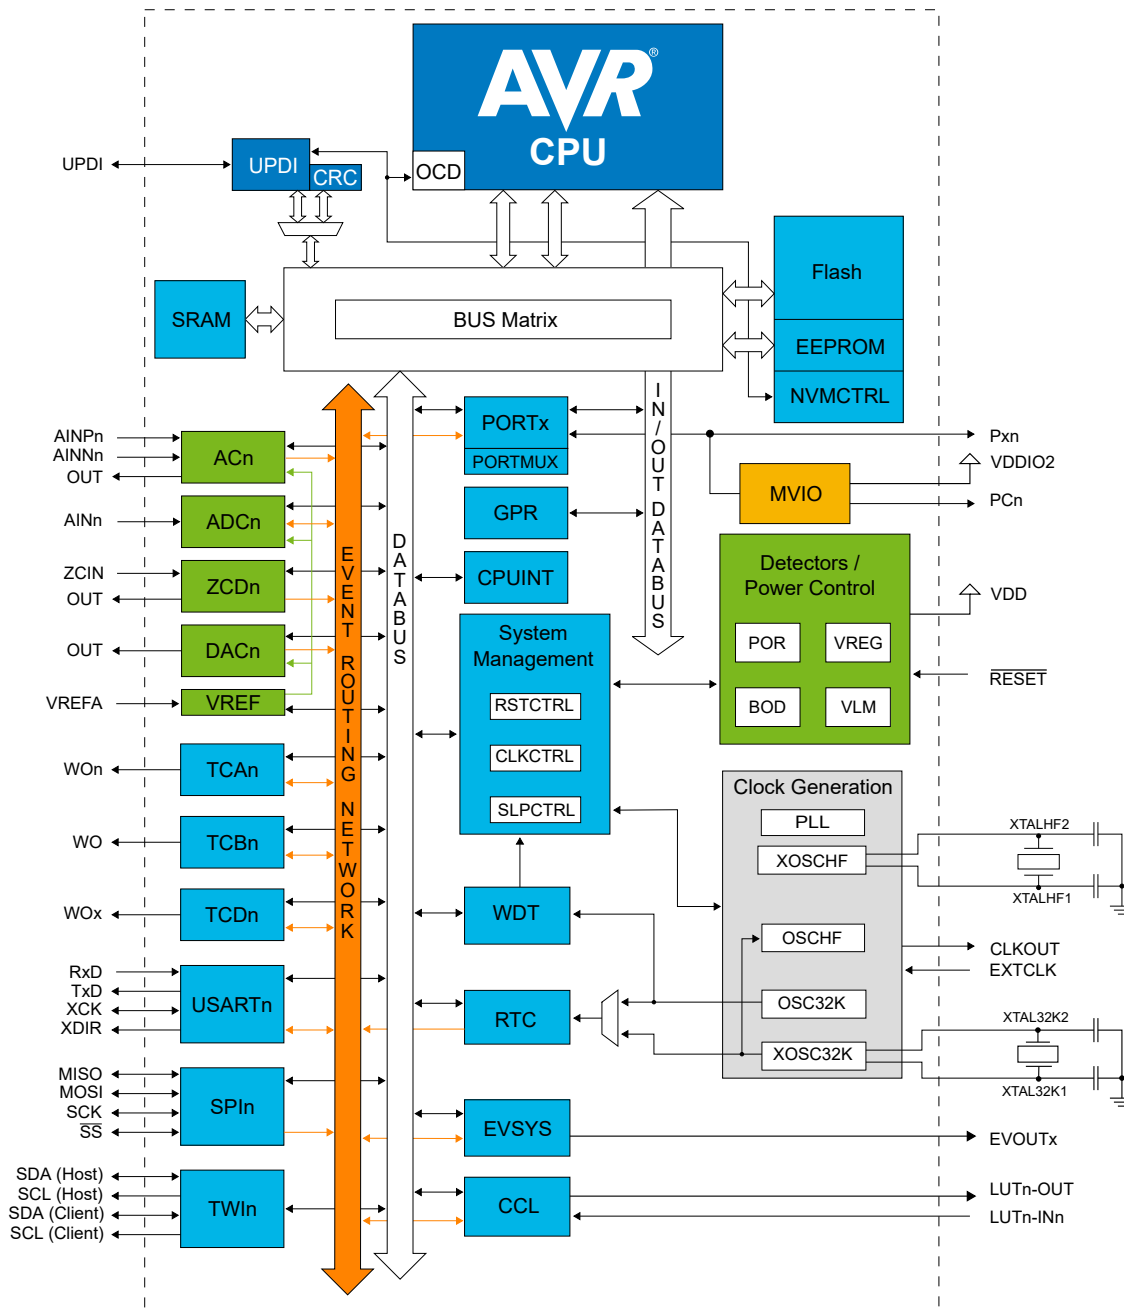 AVR®
CPU
OCD
UPDI
UPDI
CRC
Flash
SRAM
BUS Matrix
EEPROM
NVMCTRL
IN/OUT DATABUS
DATABUS
EVENT ROUTING NETWORK
PORTx
PORTMUX
GPR
CPUINT
AINPn
AINNn
OUT
ACn
AINn
ADCn
ZCIN
OUT
ZCDn
OUT
DACn
VREFA
VREF
WOn
TCAn
WO
TCBn
WOx
TCDn
RxD
TxD
XCK
XDIR
USARTn
MISO
MOSI
SCK
SS
SPIn
SDA (Host)
SCL (Host)
SDA (Client)
SCL (Client)
TWIn
System
Management
RSTCTRL
CLKCTRL
SLPCTRL
WDT
RTC
EVSYS
CCL
Pxn
VDDIO2
MVIO
PCn
Detectors /
Power Control
POR
VREG
BOD
VLM
VDD
RESET
Clock Generation
PLL
XOSCHF
OSCHF
OSC32K
XOSC32K
XTALHF2
XTALHF1
CLKOUT
EXTCLK
XTAL32K2
XTAL32K1
EVOUTx
LUTn-OUT
LUTn-INn